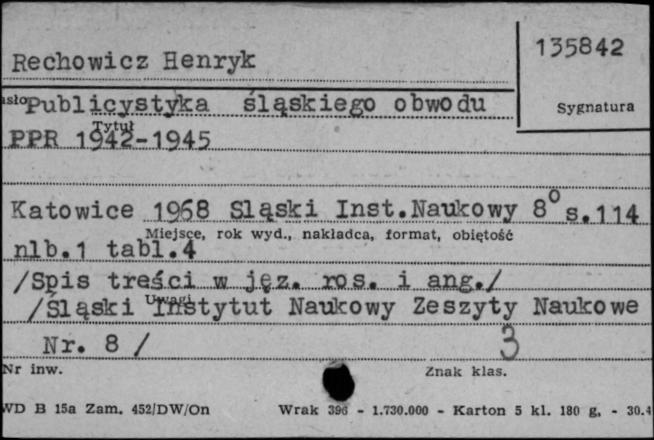 Rechowicz Henryk
135842
asło Publicystyka śląskiego obwodu
Sygnatura
Tytuł
PPR 1942-1945
Katowice 1968 Sląski Inst.Naukowy 8° s.114
Miejsce, rok wyd., nakładca, format, objętość
nlb.1 tabl.4
/Spis treści w jęz. ros. i ang./
Uwagi
/Śląski Instytut Naukowy Zeszyty Naukowe
Nr. 8 /
3
Nr inw.
Znak klas.
WD B 15a Zam. 452/DW/On Wrak 396 - 1.730.000 - Karton 5 kl. 180 g. - 30.4